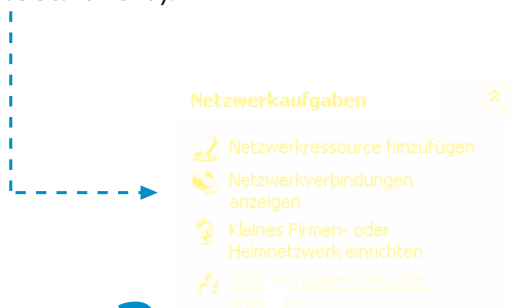 Netzwerkaufgaben
Netzwerkressource hinzufügen
Netzwerkverbindungen
anzeigen
Kleines Firmen- oder
Heimnetzwerk einrichten